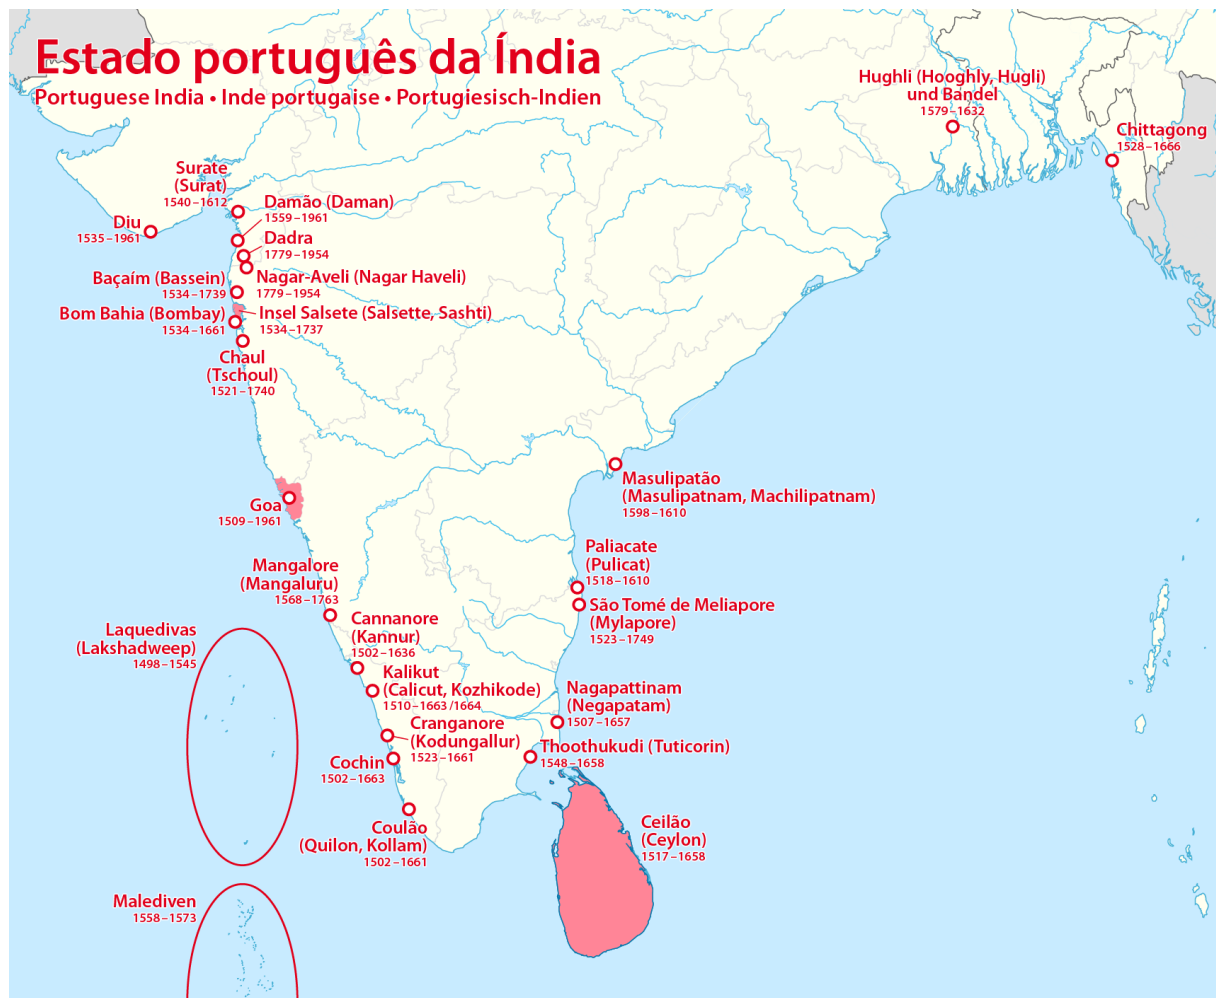 Estado português da Índia
Portuguese India • Inde portugaise • Portugiesisch-Indien
Hughli (Hooghly, Hugli)
und Bandel
1579–1632
Chittagong
1528–1666
Surate
(Surat)
1540–1612
Damão (Daman)
1559–1961
Diu
1535–1961
Dadra
1779–1954
Baçaím (Bassein)
1534–1739
Nagar-Aveli (Nagar Haveli)
1779–1954
Bom Bahia (Bombay)
1534–1661
Insel Salsete (Salsette, Sashti)
1534–1737
Chaul
(Tschoul)
1521–1740
Masulipatão
(Masulipatnam, Machilipatnam)
1598–1610
Goa
1509–1961
Paliacate
(Pulicat)
1518–1610
Mangalore
(Mangaluru)
1568–1763
São Tomé de Meliapore
(Mylapore)
1523–1749
Cannanore
(Kannur)
1502–1636
Laquedivas
(Lakshadweep)
1498–1545
Kalikut
(Calicut, Kozhikode)
1510–1663/1664
Nagapattinam
(Negapatam)
1507–1657
Cranganore
(Kodungallur)
1523–1661
Thoothukudi (Tuticorin)
1548–1658
Cochin
1502–1663
Coulão
(Quilon, Kollam)
1502–1661
Ceilão
(Ceylon)
1517–1658
Malediven
1558–1573